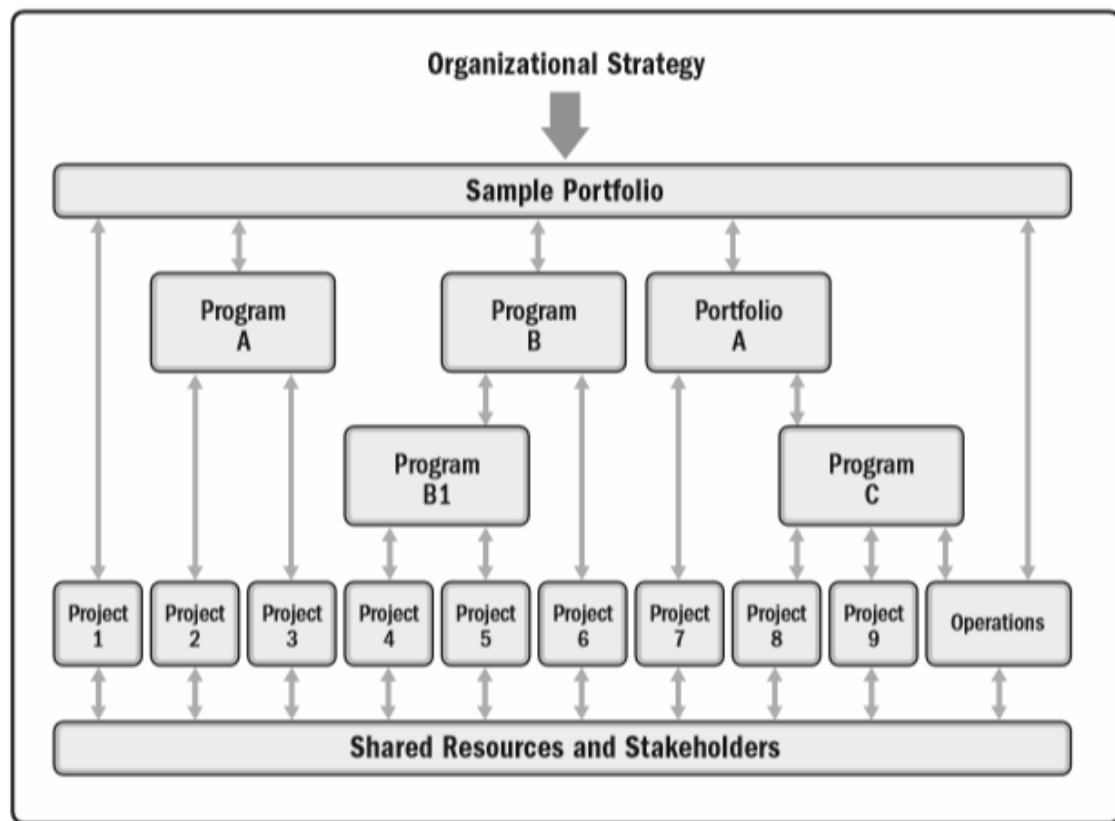 Organizational Strategy
Sample Portfolio
Program
A
Program
B
Portfolio
A
Program
B1
Program
C
Project
1
Project
2
Project
3
Project
4
Project
5
Project
6
Project
7
Project
8
Project
9
Operations
Shared Resources and Stakeholders